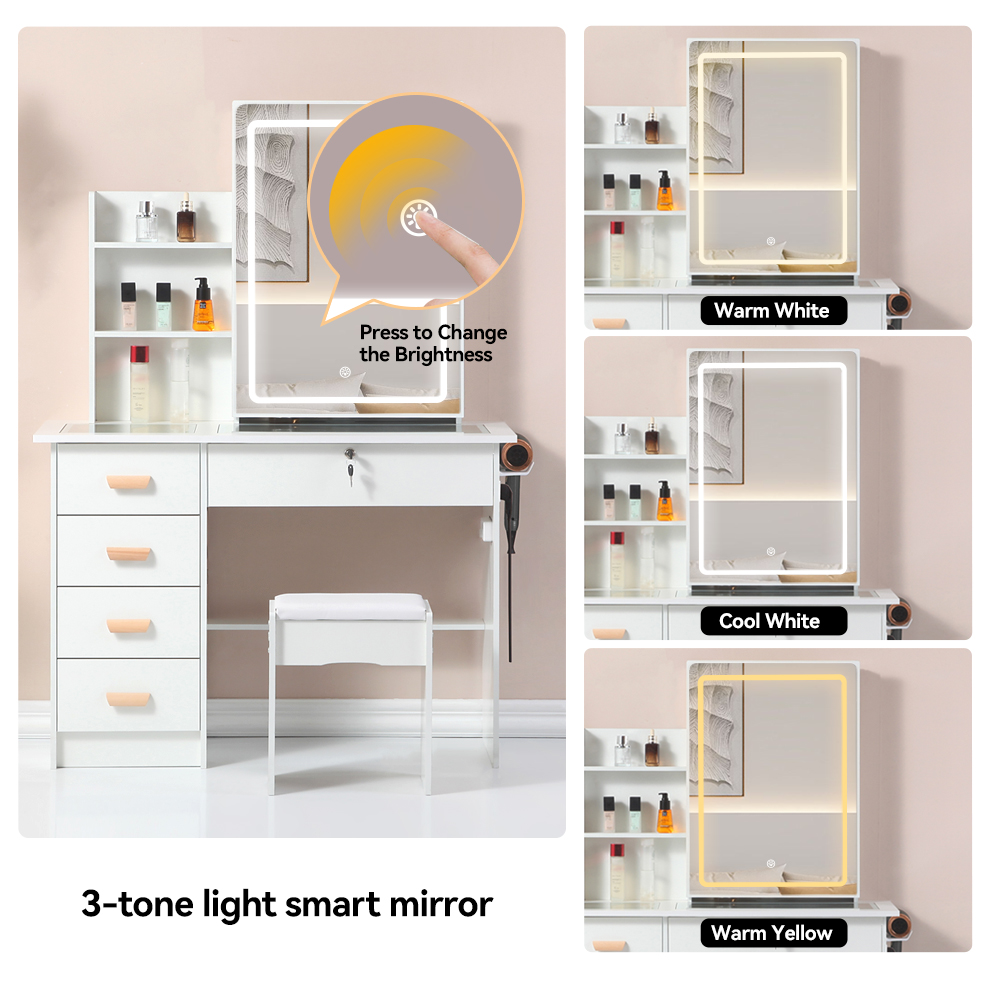 Press to Change
the Brightness
3-tone light smart mirror
Warm White
Cool White
Warm Yellow